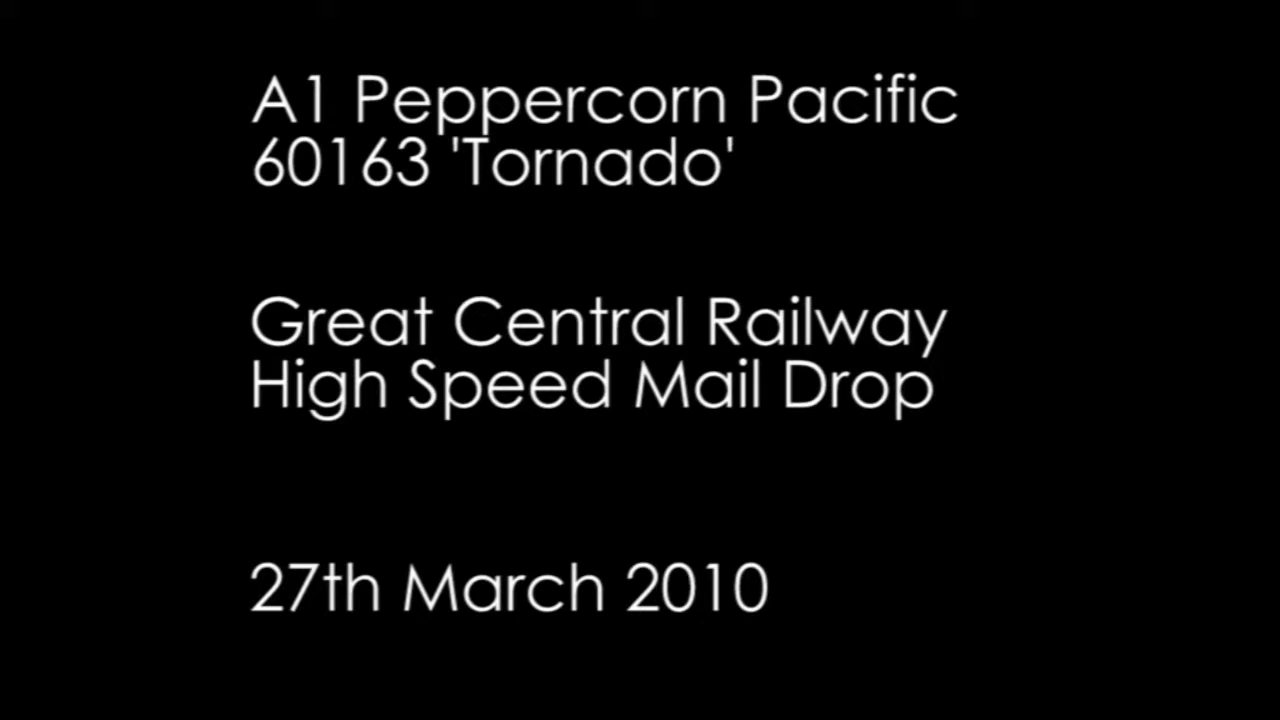 A1 Peppercorn Pacific
60163 'Tornado'
Great Central Railway
High Speed Mail Drop
27th March 2010